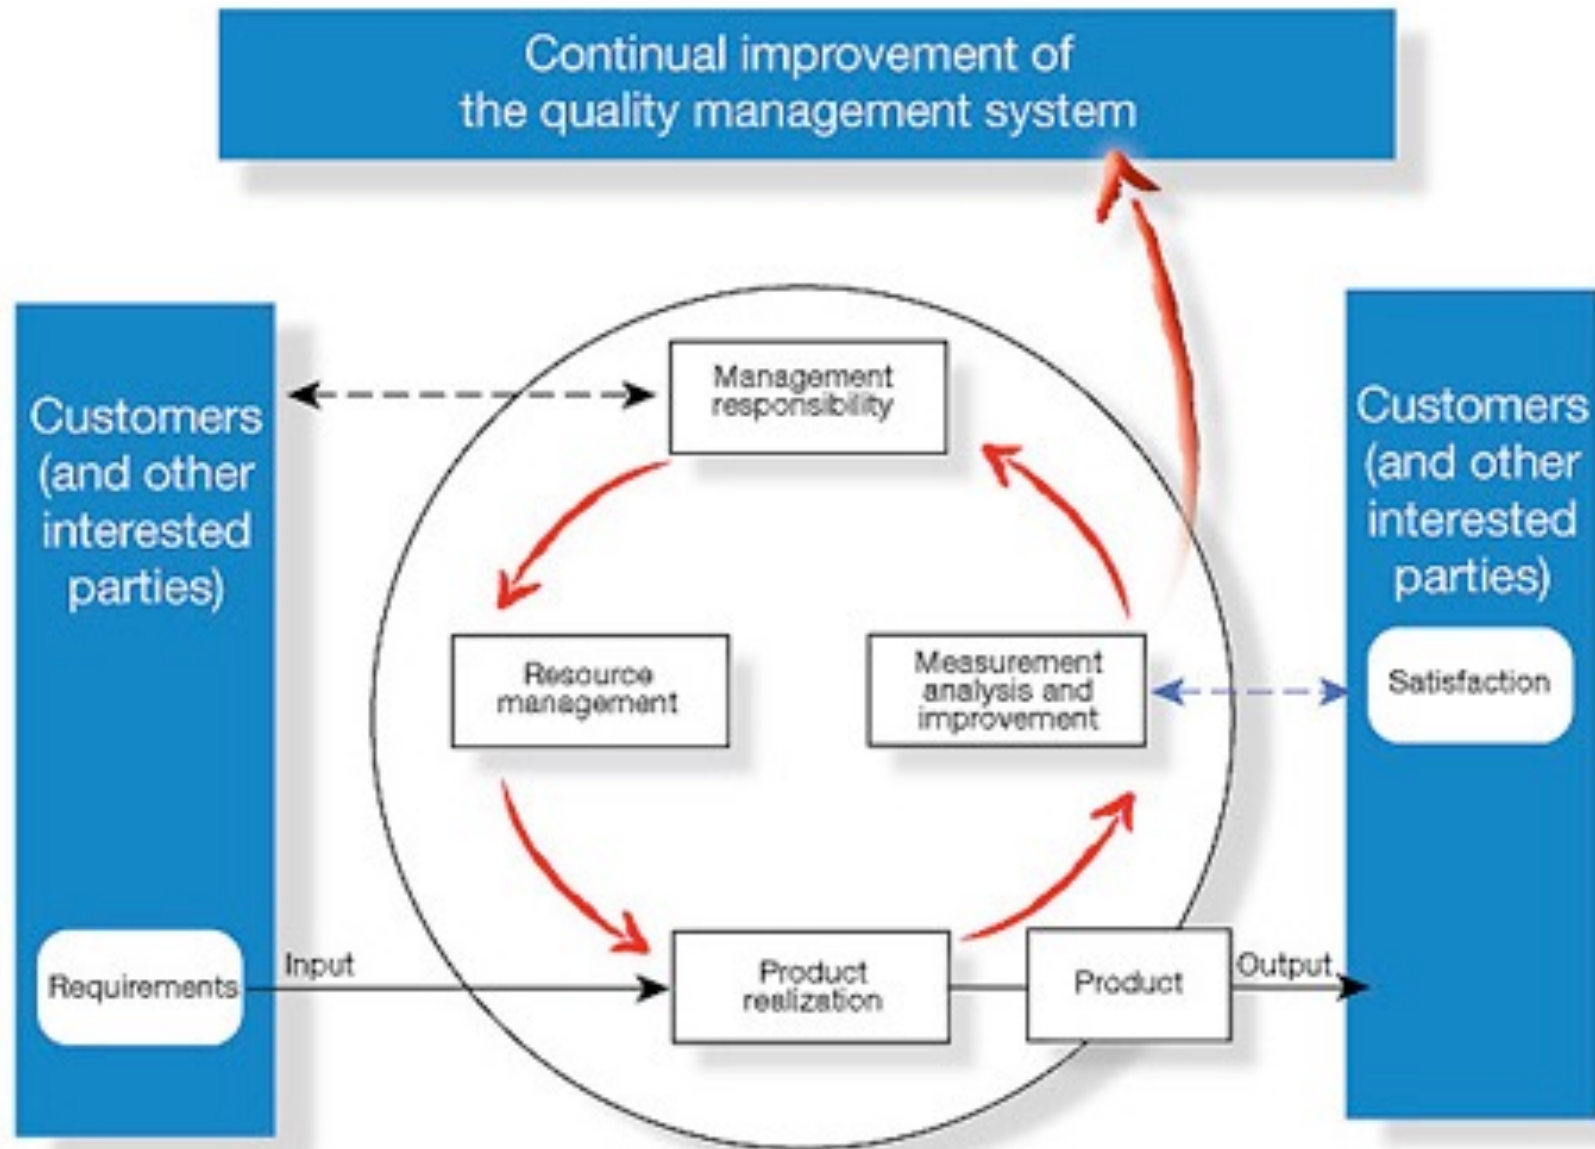 Continual improvement of
the quality management system
Customers
(and other
interested
parties)
Management
responsibility
Customers
(and other
interested
parties)
Resource
management
Measurement
analysis and
improvement
Satisfaction
Requirements
Input
Product
realization
Product
Output